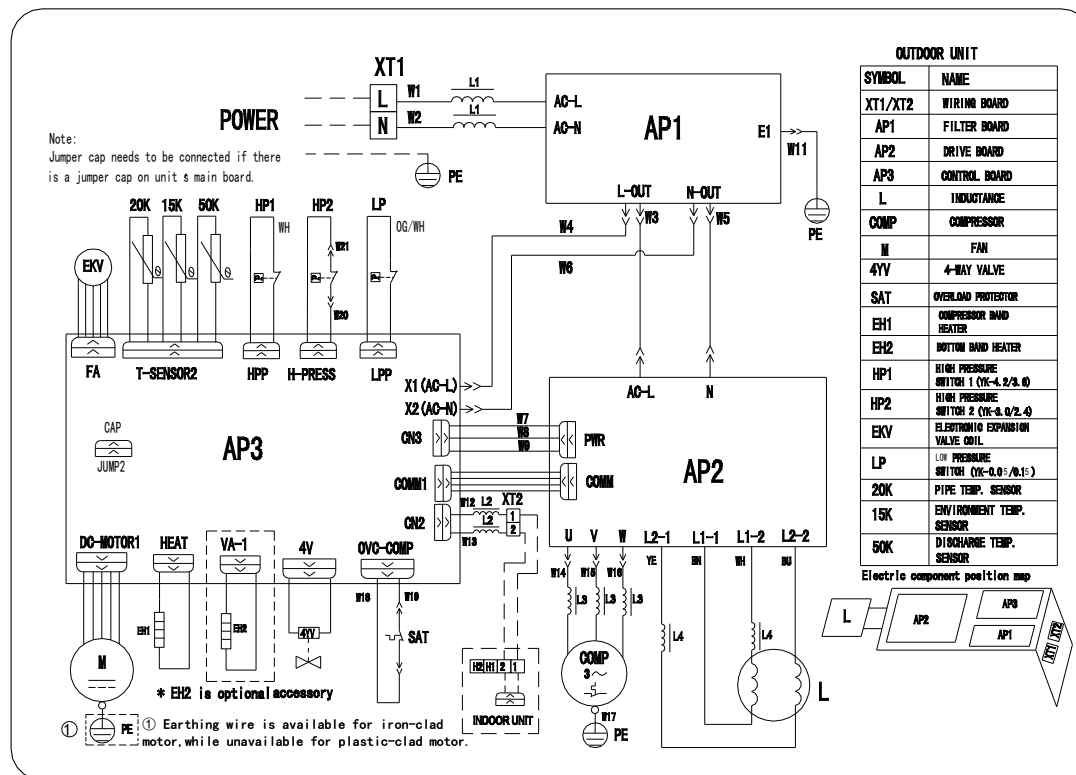 XT1
POWER
L
N
W1
W2
L1
L1
AC-L
AC-N
AP1
E1
W11
PE
PE
L-OUT
N-OUT
W3
W5
W4
W6
Note:
Jumper cap needs to be connected if there
is a jumper cap on unit s main board.
20K
15K
50K
HP1
WH
HP2
LP
OG/WH
W21
W20
P
P
P
θ
θ
θ
EKV
FA
T-SENSOR2
HPP
H-PRESS
LPP
X1(AC-L)
X2(AC-N)
CAP
JUMP2
AP3
CN3
COMM1
CN2
W7
W8
W9
PWR
COMM
AC-L
N
AP2
W12
L2
XT2
L2
W13
1
2
DC-MOTOR1
HEAT
VA-1
4V
OVC-COMP
W18
W19
EH1
EH2
4YV
SAT
M
* EH2 is optional accessory
①
PE
① Earthing wire is available for iron-clad
motor, while unavailable for plastic-clad motor.
H2 H1 2 1
INDOOR UNIT
U
V
W
L2-1
L1-1
L1-2
L2-2
W14
W15
W16
YE
BN
WH
BU
L3
L3
L3
L4
L4
COMP
3~
W17
PE
L
OUTDOOR UNIT
SYMBOL NAME
XT1/XT2 WIRING BOARD
AP1 FILTER BOARD
AP2 DRIVE BOARD
AP3 CONTROL BOARD
L INDUCTANCE
COMP COMPRESSOR
M FAN
4YV 4-WAY VALVE
SAT OVERLOAD PROTECTOR
EH1 COMPRESSOR BAND
HEATER
EH2 BOTTOM BAND HEATER
HP1 HIGH PRESSURE
SWITCH 1 (YK-4.2/3.6)
HP2 HIGH PRESSURE
SWITCH 2 (YK-3.0/2.4)
EKV ELECTRONIC EXPANSION
VALVE COIL
LP LOW PRESSURE
SWITCH (YK-0.05/0.15)
20K PIPE TEMP. SENSOR
15K ENVIRONMENT TEMP.
SENSOR
50K DISCHARGE TEMP.
SENSOR
Electric component position map
L
AP2
AP3
AP1
XT1
XT2